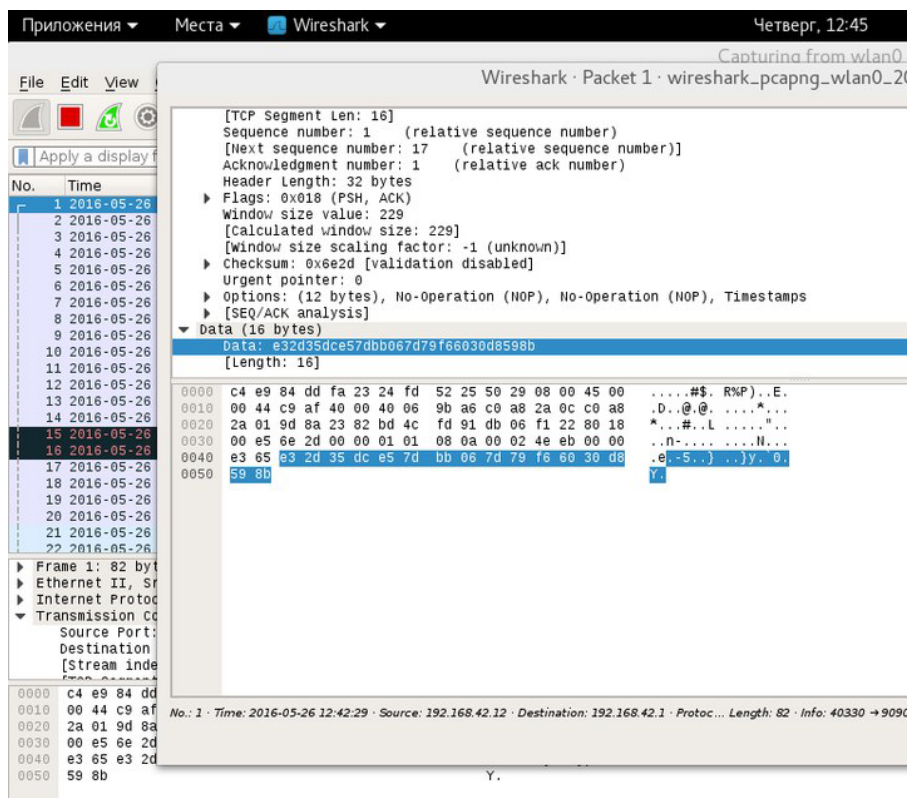 Приложения Места Wireshark Четверг, 12:45
Capturing from wlan0
File Edit View
Wireshark · Packet 1 · wireshark_pcapng_wlan0_20
Apply a display f
No. Time
1 2016-05-26
2 2016-05-26
3 2016-05-26
4 2016-05-26
5 2016-05-26
6 2016-05-26
7 2016-05-26
8 2016-05-26
9 2016-05-26
10 2016-05-26
11 2016-05-26
12 2016-05-26
13 2016-05-26
14 2016-05-26
15 2016-05-26
16 2016-05-26
17 2016-05-26
18 2016-05-26
19 2016-05-26
20 2016-05-26
21 2016-05-26
22 2016-05-26
[TCP Segment Len: 16]
Sequence number: 1 (relative sequence number)
[Next sequence number: 17 (relative sequence number)]
Acknowledgment number: 1 (relative ack number)
Header Length: 32 bytes
Flags: 0x018 (PSH, ACK)
Window size value: 229
[Calculated window size: 229]
[Window size scaling factor: -1 (unknown)]
Checksum: 0x6e2d [validation disabled]
Urgent pointer: 0
Options: (12 bytes), No-Operation (NOP), No-Operation (NOP), Timestamps
[SEQ/ACK analysis]
Data (16 bytes)
Data: e32d35dce57dbb067d79f66030d8598b
[Length: 16]
0000 c4 e9 84 dd fa 23 24 fd 52 25 50 29 08 00 45 00 .....#$. R%P)..E.
0010 00 44 c9 af 40 00 40 06 9b a6 c0 a8 2a 0c c0 a8 .D..@.@. ....*...
0020 2a 01 9d 8a 23 82 bd 4c fd 91 db 06 f1 22 80 18 *...#..L ....."..
0030 00 e5 6e 2d 00 00 01 01 08 0a 00 02 4e eb 00 00 ..n-.... ....N...
0040 e3 65 e3 2d 35 dc e5 7d bb 06 7d 79 f6 60 30 d8 .e.-5..} ..}y.`0.
0050 59 8b Y.
Frame 1: 82 byt
Ethernet II, Sr
Internet Protoc
Transmission Co
Source Port:
Destination
[Stream inde
0000 c4 e9 84 dd
0010 00 44 c9 af
0020 2a 01 9d 8a
0030 00 e5 6e 2d
0040 e3 65 e3 2d
0050 59 8b Y.
No.: 1 · Time: 2016-05-26 12:42:29 · Source: 192.168.42.12 · Destination: 192.168.42.1 · Protoc... Length: 82 · Info: 40330 → 9090